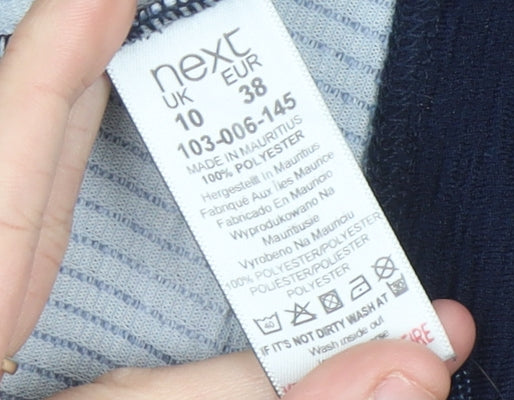 next
UK EUR
10 38
103-006-145
MADE IN MAURITIUS
100% POLYESTER
Hergestellt In Mauritius
Fabriqué Aux Îles Maurice
Fabricado En Mauricio
Wyprodukowano Na
Mauritiusie
Vyrobeno Na Mauriciu
100% POLYESTER/POLYESTER
POLIESTER/POLIESTER
POLYESTER
40
IF IT'S NOT DIRTY WASH AT
Wash inside out
FIRE